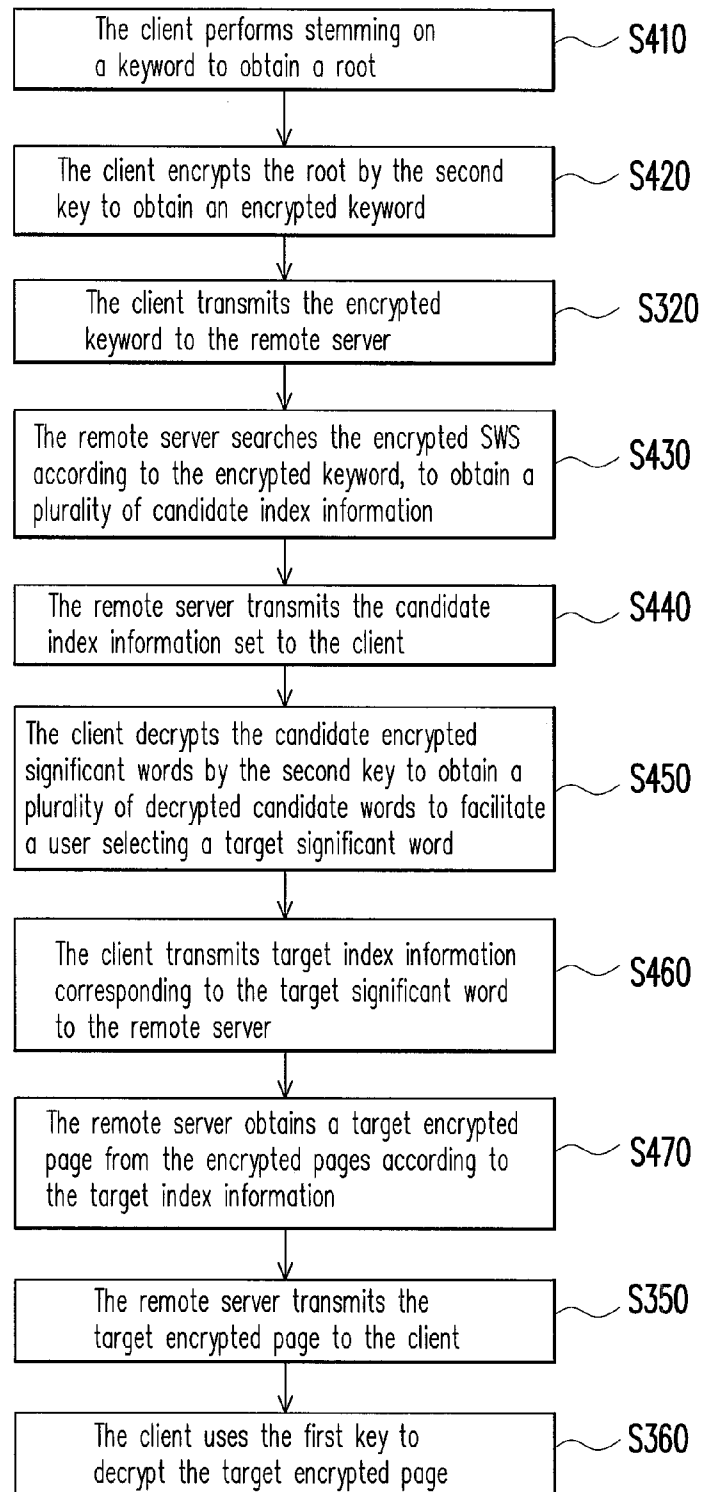 The client performs stemming on
a keyword to obtain a root
S410
The client encrypts the root by the second
key to obtain an encrypted keyword
S420
The client transmits the encrypted
keyword to the remote server
S320
The remote server searches the encrypted SWS
according to the encrypted keyword, to obtain a
plurality of candidate index information
S430
The remote server transmits the candidate
index information set to the client
S440
The client decrypts the candidate encrypted
significant words by the second key to obtain a
plurality of decrypted candidate words to facilitate
a user selecting a target significant word
S450
The client transmits target index information
corresponding to the target significant word
to the remote server
S460
The remote server obtains a target encrypted
page from the encrypted pages according to
the target index information
S470
The remote server transmits the
target encrypted page to the client
S350
The client uses the first key to
decrypt the target encrypted page
S360